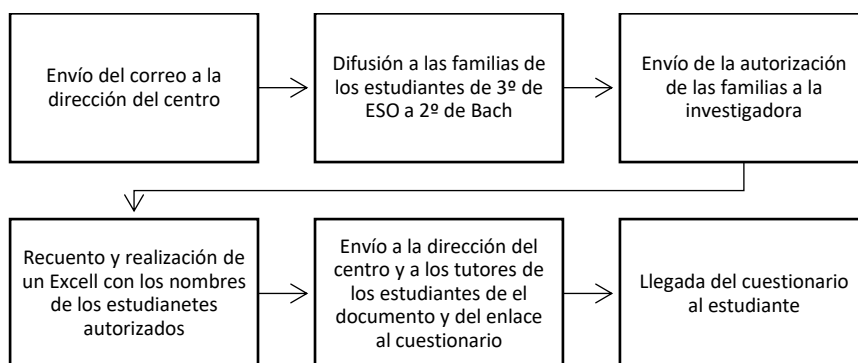 Envío del correo a la
dirección del centro
Difusión a las familias de
los estudiantes de 3º de
ESO a 2º de Bach
Envío de la autorización
de las familias a la
investigadora
Recuento y realización de
un Excell con los nombres
de los estudianetes
autorizados
Envío a la dirección del
centro y a los tutores de
los estudiantes de el
documento y del enlace
al cuestionario
Llegada del cuestionario
al estudiante